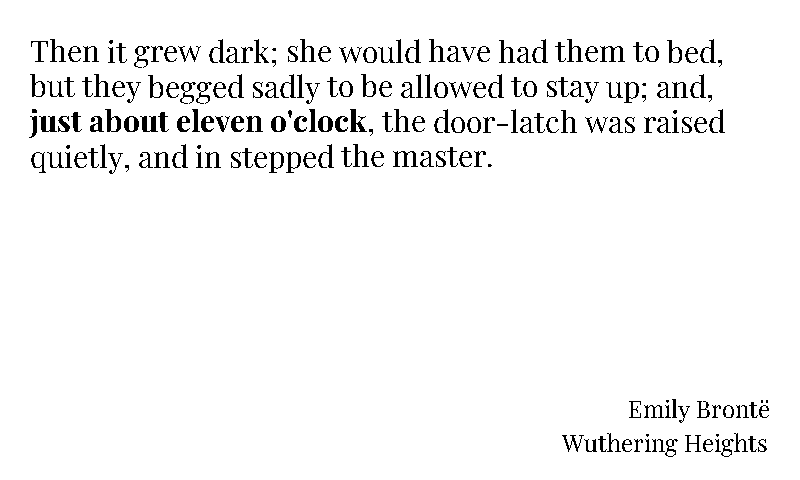 Then it grew dark; she would have had them to bed,
but they begged sadly to be allowed to stay up; and,
just about eleven o'clock, the door-latch was raised
quietly, and in stepped the master.
Emily Brontë
Wuthering Heights